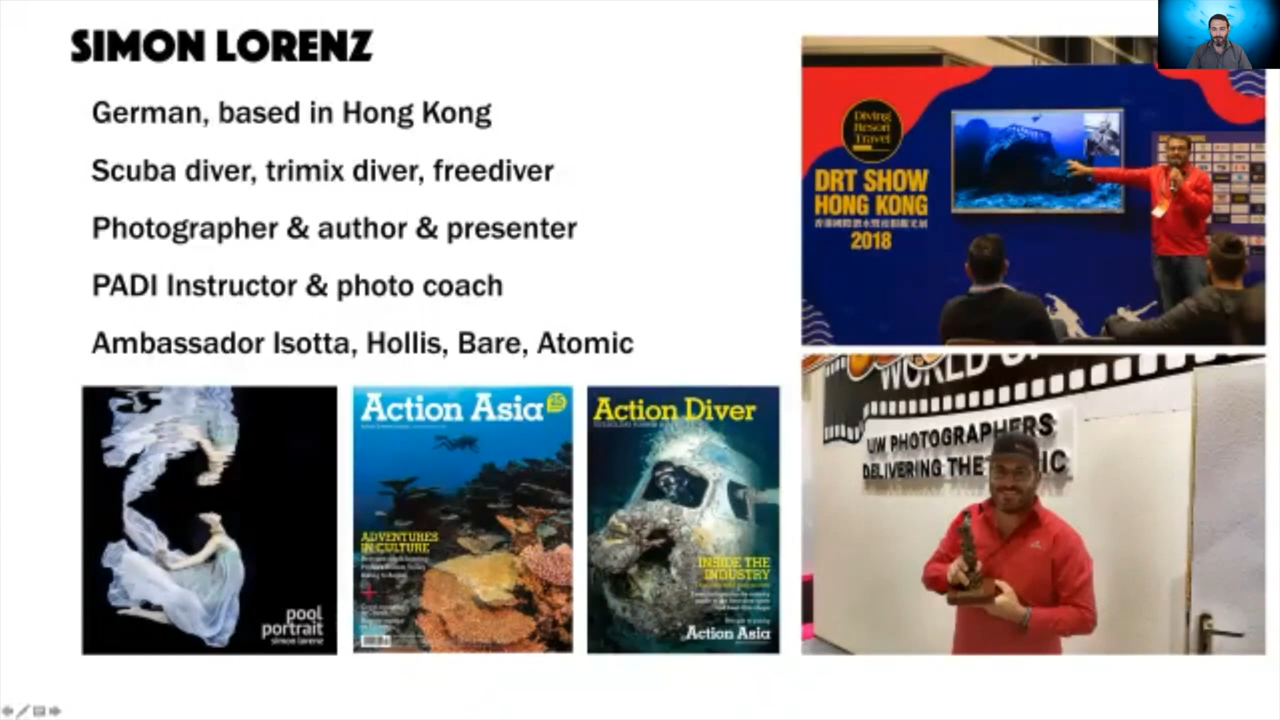 SIMON LORENZ
German, based in Hong Kong
Scuba diver, trimix diver, freediver
Photographer & author & presenter
PADI Instructor & photo coach
Ambassador Isotta, Hollis, Bare, Atomic
pool
portrait
simon lorenz
Action Asia
ADVENTURES
IN CULTURE
Action Diver
INSIDE THE
INDUSTRY
Action Asia
Diving
Resort
Travel
DRT SHOW
HONG KONG
2018
WORLD
UW PHOTOGRAPHERS
DELIVERING THE